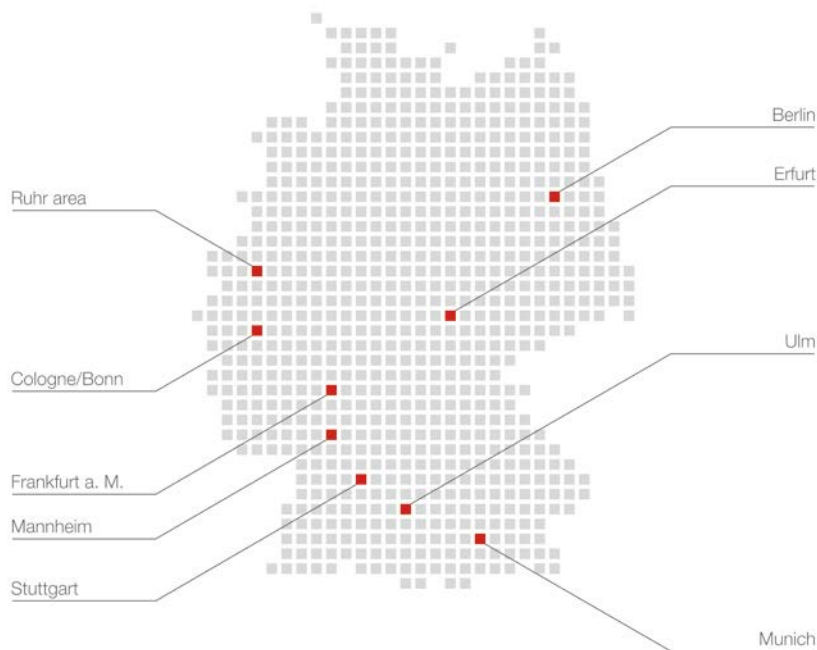 Berlin
Erfurt
Ruhr area
Ulm
Cologne/Bonn
Frankfurt a. M.
Mannheim
Stuttgart
Munich